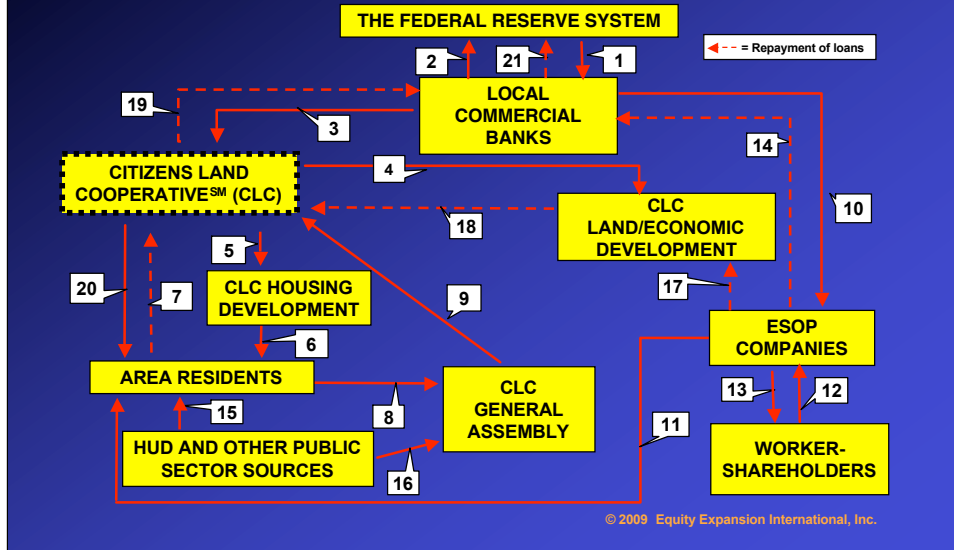 THE FEDERAL RESERVE SYSTEM
= Repayment of loans
2
21
1
LOCAL
COMMERCIAL
BANKS
19
3
14
4
CITIZENS LAND
COOPERATIVE℠ (CLC)
18
CLC
LAND/ECONOMIC
DEVELOPMENT
10
5
20
7
CLC HOUSING
DEVELOPMENT
9
17
6
ESOP
COMPANIES
AREA RESIDENTS
8
CLC
GENERAL
ASSEMBLY
13
12
15
11
HUD AND OTHER PUBLIC
SECTOR SOURCES
16
WORKER-
SHAREHOLDERS
© 2009 Equity Expansion International, Inc.